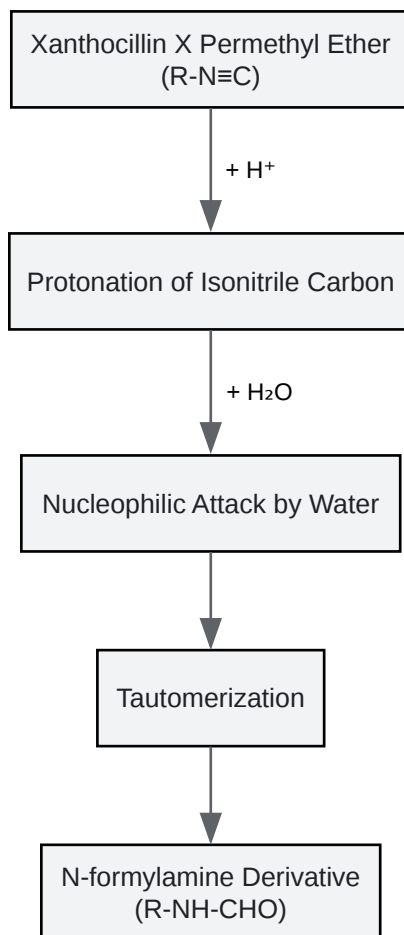 Xanthocillin X Permethyl Ether
(R-N≡C)
+ H⁺
Protonation of Isonitrile Carbon
+ H₂O
Nucleophilic Attack by Water
Tautomerization
N-formylamine Derivative
(R-NH-CHO)